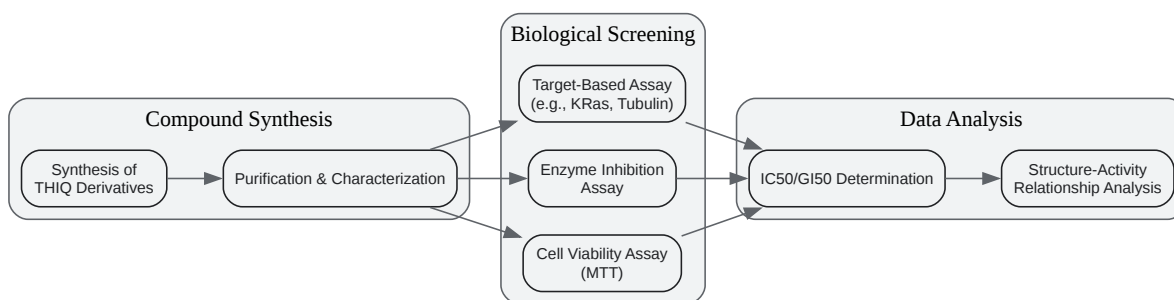 Compound Synthesis
Synthesis of
THIQ Derivatives
Purification & Characterization
Biological Screening
Target-Based Assay
(e.g., KRas, Tubulin)
Enzyme Inhibition
Assay
Cell Viability Assay
(MTT)
Data Analysis
IC50/GI50 Determination
Structure-Activity
Relationship Analysis